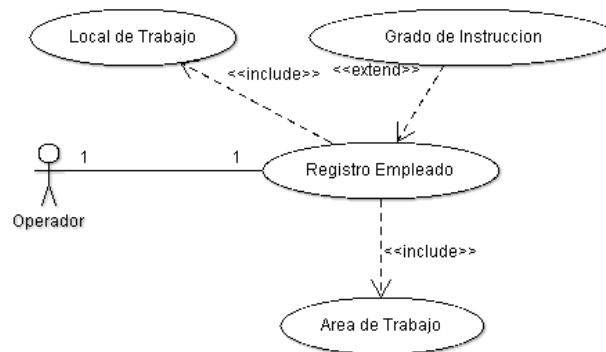 Local de Trabajo
Grado de Instruccion
<<include>>
<<extend>>
1
1
Registro Empleado
Operador
<<include>>
Area de Trabajo